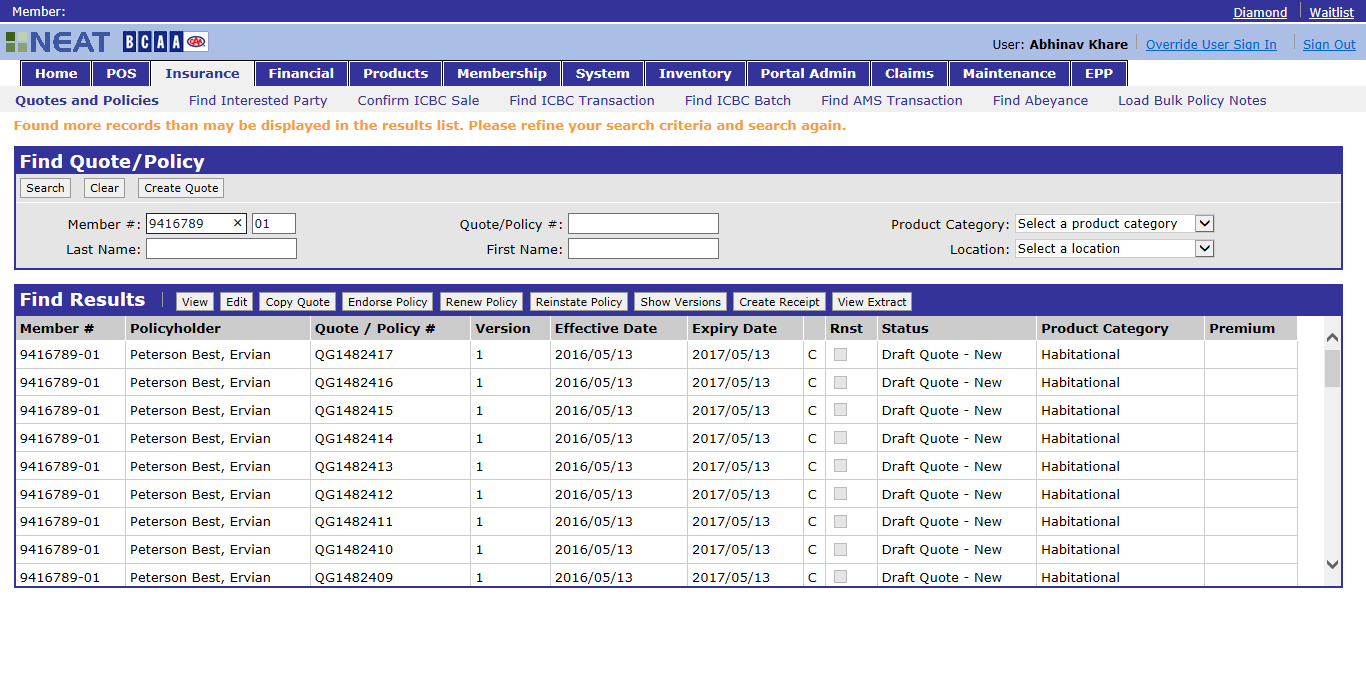 Member:
Diamond Waitlist
NEAT BCAA CAA
User: Abhinav Khare Override User Sign In Sign Out
Home POS Insurance Financial Products Membership System Inventory Portal Admin Claims Maintenance EPP
Quotes and Policies Find Interested Party Confirm ICBC Sale Find ICBC Transaction Find ICBC Batch Find AMS Transaction Find Abeyance Load Bulk Policy Notes
Found more records than may be displayed in the results list. Please refine your search criteria and search again.
Find Quote/Policy
Search Clear Create Quote
Member #: 9416789 × 01 Quote/Policy #: Product Category: Select a product category
Last Name: First Name: Location: Select a location
Find Results View Edit Copy Quote Endorse Policy Renew Policy Reinstate Policy Show Versions Create Receipt View Extract
Member # Policyholder Quote / Policy # Version Effective Date Expiry Date Rnst Status Product Category Premium
9416789-01 Peterson Best, Ervian QG1482417 1 2016/05/13 2017/05/13 C Draft Quote - New Habitational
9416789-01 Peterson Best, Ervian QG1482416 1 2016/05/13 2017/05/13 C Draft Quote - New Habitational
9416789-01 Peterson Best, Ervian QG1482415 1 2016/05/13 2017/05/13 C Draft Quote - New Habitational
9416789-01 Peterson Best, Ervian QG1482414 1 2016/05/13 2017/05/13 C Draft Quote - New Habitational
9416789-01 Peterson Best, Ervian QG1482413 1 2016/05/13 2017/05/13 C Draft Quote - New Habitational
9416789-01 Peterson Best, Ervian QG1482412 1 2016/05/13 2017/05/13 C Draft Quote - New Habitational
9416789-01 Peterson Best, Ervian QG1482411 1 2016/05/13 2017/05/13 C Draft Quote - New Habitational
9416789-01 Peterson Best, Ervian QG1482410 1 2016/05/13 2017/05/13 C Draft Quote - New Habitational
9416789-01 Peterson Best, Ervian QG1482409 1 2016/05/13 2017/05/13 C Draft Quote - New Habitational